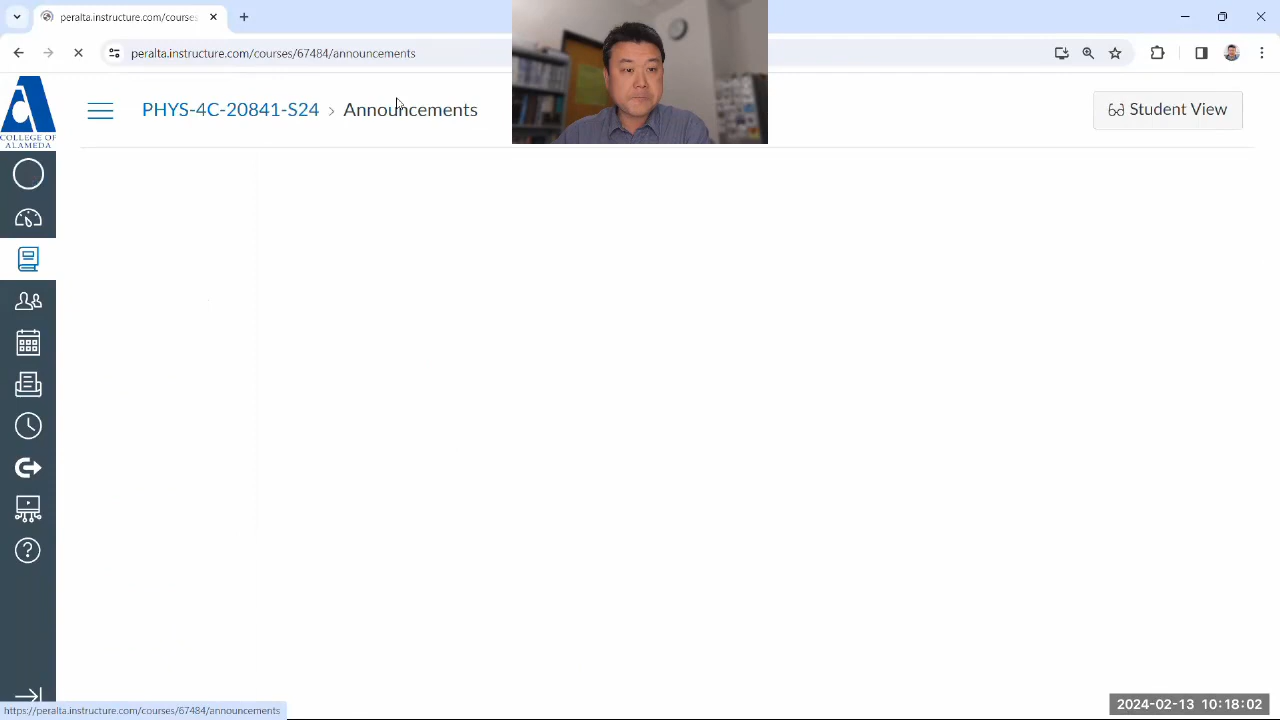 peralta.instructure.com/courses/
peralta.instructure.com/courses/67484/announcements
COLLEGE OF
ALAMEDA
PHYS-4C-20841-S24 › Announcements
Student View
https://peralta.instructure.com/courses/67484/announcements
2024-02-13 10:18:02